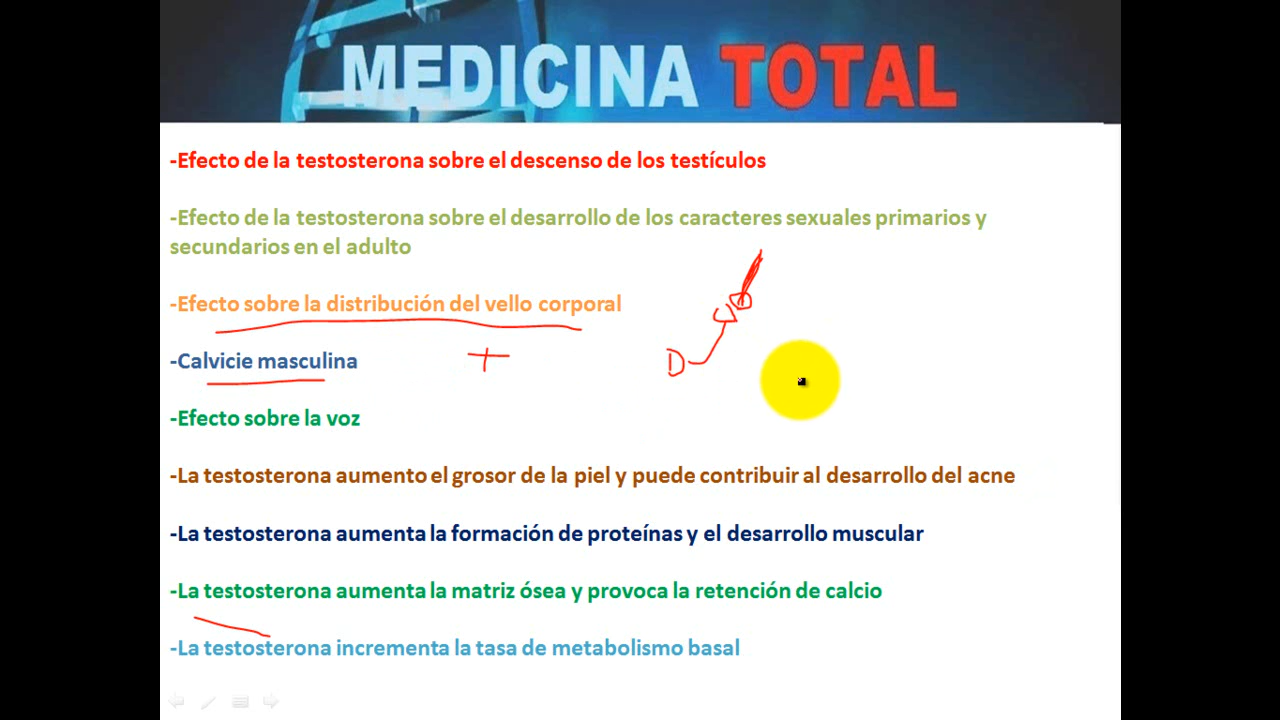 MEDICINA TOTAL
-Efecto de la testosterona sobre el descenso de los testículos
-Efecto de la testosterona sobre el desarrollo de los caracteres sexuales primarios y
secundarios en el adulto
-Efecto sobre la distribución del vello corporal
-Calvicie masculina
+
D
-Efecto sobre la voz
-La testosterona aumento el grosor de la piel y puede contribuir al desarrollo del acne
-La testosterona aumenta la formación de proteínas y el desarrollo muscular
-La testosterona aumenta la matriz ósea y provoca la retención de calcio
-La testosterona incrementa la tasa de metabolismo basal